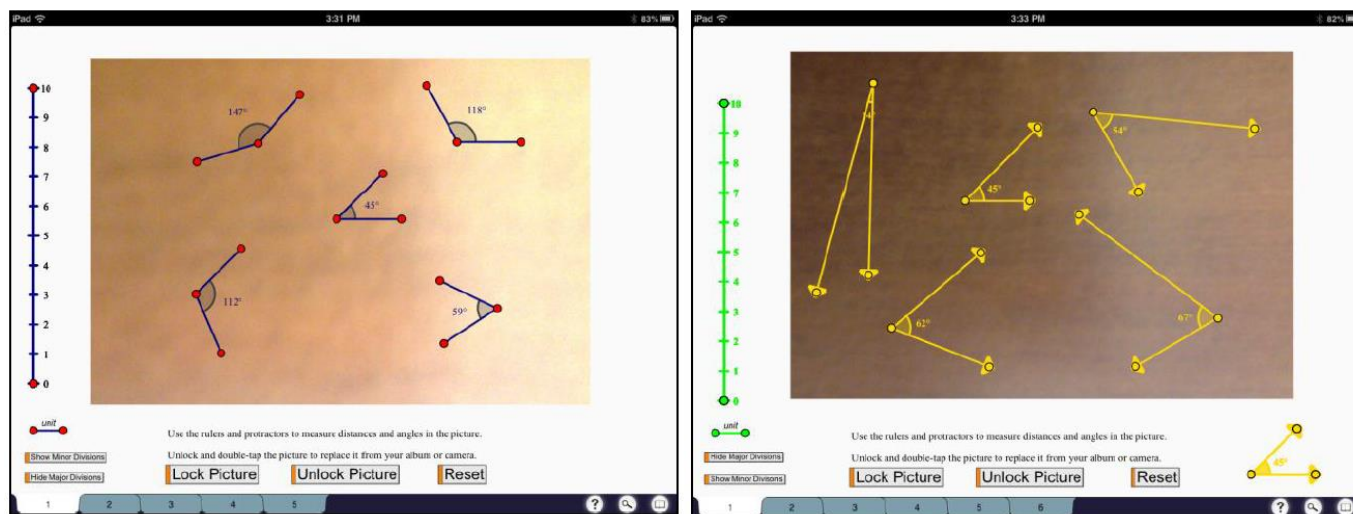 iPad
3:31 PM
83%
10
9
8
7
6
5
4
3
2
1
0
147°
118°
45°
112°
59°
unit
Use the rulers and protractors to measure distances and angles in the picture.
Show Minor Divisions
Unlock and double-tap the picture to replace it from your album or camera.
Hide Major Divisions
Lock Picture
Unlock Picture
Reset
1
2
3
4
5
?
iPad
3:33 PM
82%
10
9
8
7
6
5
4
3
2
1
0
54°
45°
62°
67°
unit
Use the rulers and protractors to measure distances and angles in the picture.
Hide Major Divisions
Unlock and double-tap the picture to replace it from your album or camera.
Show Minor Divisons
Lock Picture
Unlock Picture
Reset
45°
1
2
3
4
5
6
?